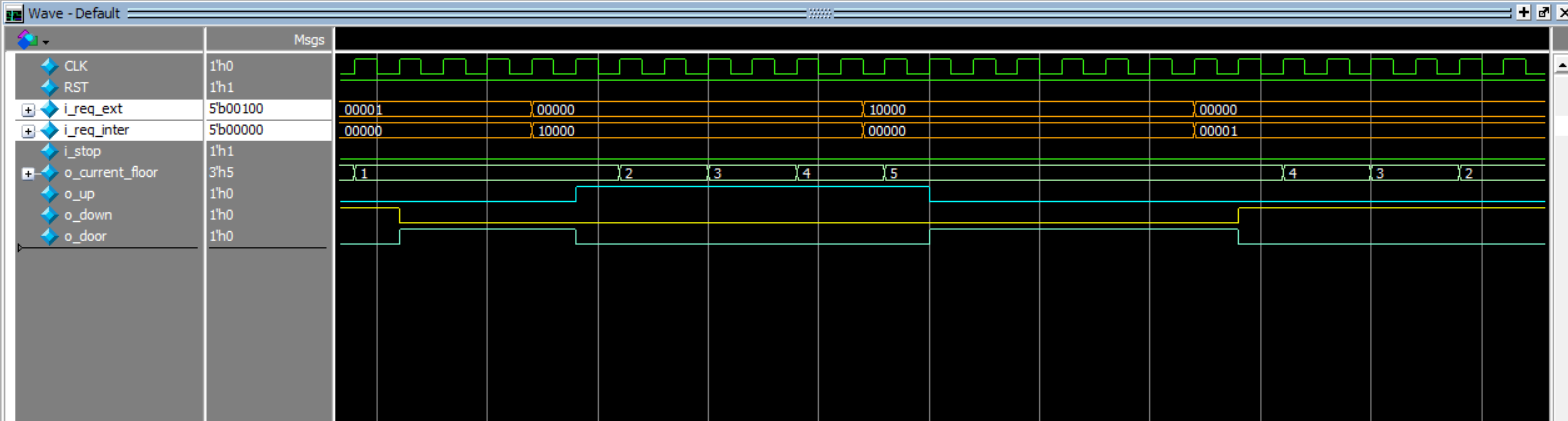 Wave - Default
Msgs
CLK 1'h0
RST 1'h1
i_req_ext 5'b00100 00001 00000 10000 00000
i_req_inter 5'b00000 00000 10000 00000 00001
i_stop 1'h1
o_current_floor 3'h5 1 2 3 4 5 4 3 2
o_up 1'h0
o_down 1'h0
o_door 1'h0